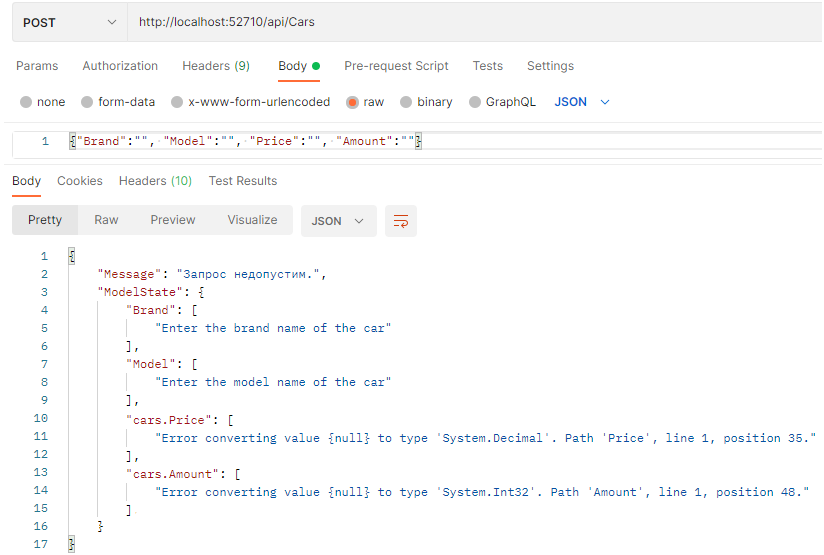 POST http://localhost:52710/api/Cars
Params Authorization Headers (9) Body Pre-request Script Tests Settings
none form-data x-www-form-urlencoded raw binary GraphQL JSON
1 {"Brand":"", "Model":"", "Price":"", "Amount":""}
Body Cookies Headers (10) Test Results
Pretty Raw Preview Visualize JSON
1 {
2 "Message": "Запрос недопустим.",
3 "ModelState": {
4 "Brand": [
5 "Enter the brand name of the car"
6 ],
7 "Model": [
8 "Enter the model name of the car"
9 ],
10 "cars.Price": [
11 "Error converting value {null} to type 'System.Decimal'. Path 'Price', line 1, position 35."
12 ],
13 "cars.Amount": [
14 "Error converting value {null} to type 'System.Int32'. Path 'Amount', line 1, position 48."
15 ]
16 }
17 }